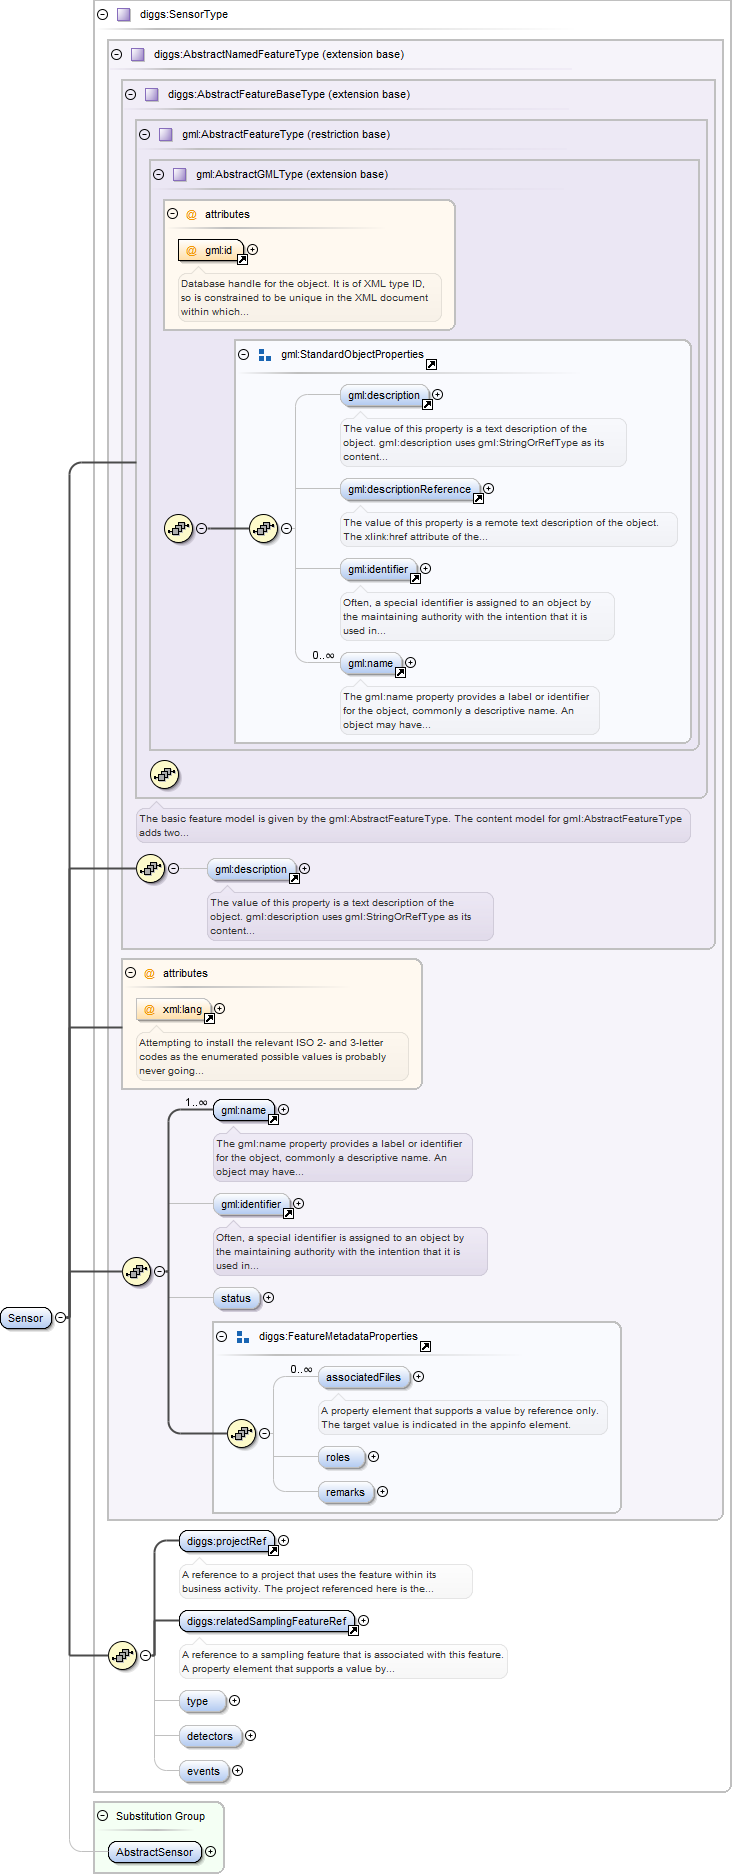 diggs:SensorType
diggs:AbstractNamedFeatureType (extension base)
diggs:AbstractFeatureBaseType (extension base)
gml:AbstractFeatureType (restriction base)
gml:AbstractGMLType (extension base)
@ attributes
@ gml:id
Database handle for the object. It is of XML type ID,
so is constrained to be unique in the XML document
within which...
gml:StandardObjectProperties
gml:description
The value of this property is a text description of the
object. gml:description uses gml:StringOrRefType as its
content...
gml:descriptionReference
The value of this property is a remote text description of the object.
The xlink:href attribute of the...
gml:identifier
Often, a special identifier is assigned to an object by
the maintaining authority with the intention that it is
used in...
0..∞
gml:name
The gml:name property provides a label or identifier
for the object, commonly a descriptive name. An
object may have...
The basic feature model is given by the gml:AbstractFeatureType. The content model for gml:AbstractFeatureType
adds two...
gml:description
The value of this property is a text description of the
object. gml:description uses gml:StringOrRefType as its
content...
@ attributes
@ xml:lang
Attempting to install the relevant ISO 2- and 3-letter
codes as the enumerated possible values is probably
never going...
1..∞
gml:name
The gml:name property provides a label or identifier
for the object, commonly a descriptive name. An
object may have...
gml:identifier
Often, a special identifier is assigned to an object by
the maintaining authority with the intention that it is
used in...
status
Sensor
diggs:FeatureMetadataProperties
0..∞
associatedFiles
A property element that supports a value by reference only.
The target value is indicated in the appinfo element.
roles
remarks
diggs:projectRef
A reference to a project that uses the feature within its
business activity. The project referenced here is the...
diggs:relatedSamplingFeatureRef
A reference to a sampling feature that is associated with this feature.
A property element that supports a value by...
type
detectors
events
Substitution Group
AbstractSensor